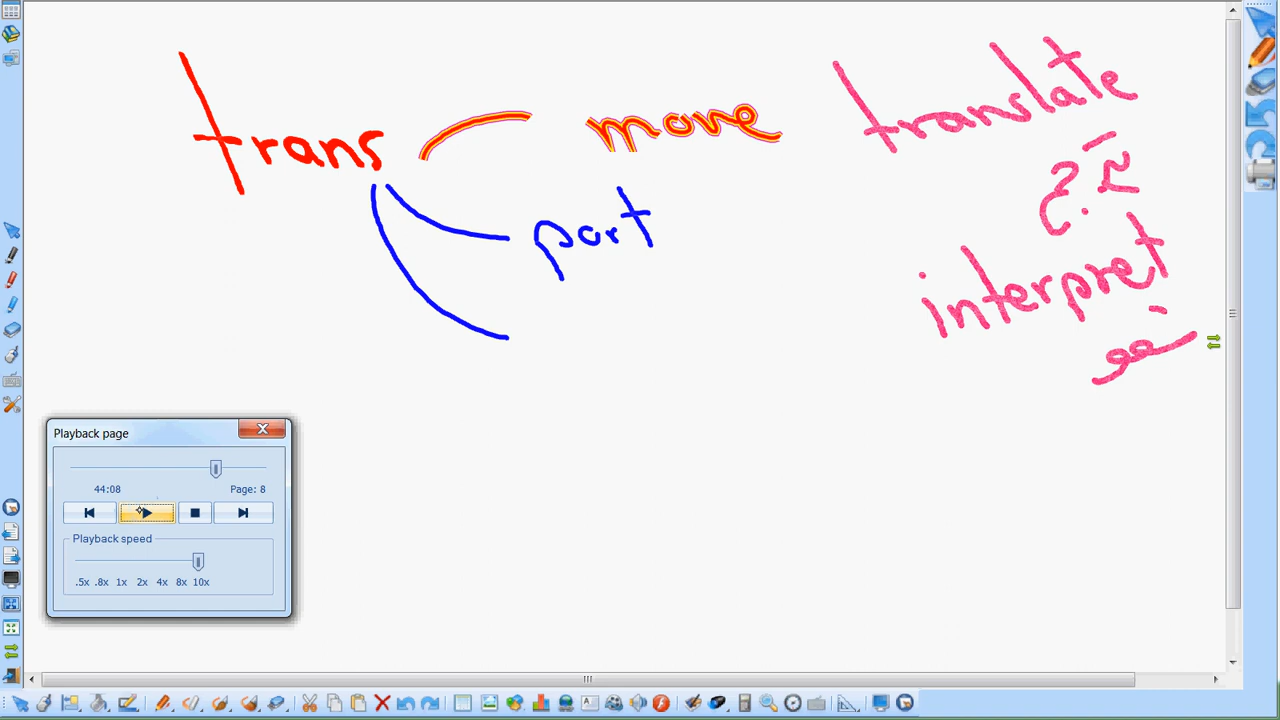 trans
move
part
translate
interpret
Playback page
44:08
Page: 8
Playback speed
.5x .8x 1x 2x 4x 8x 10x